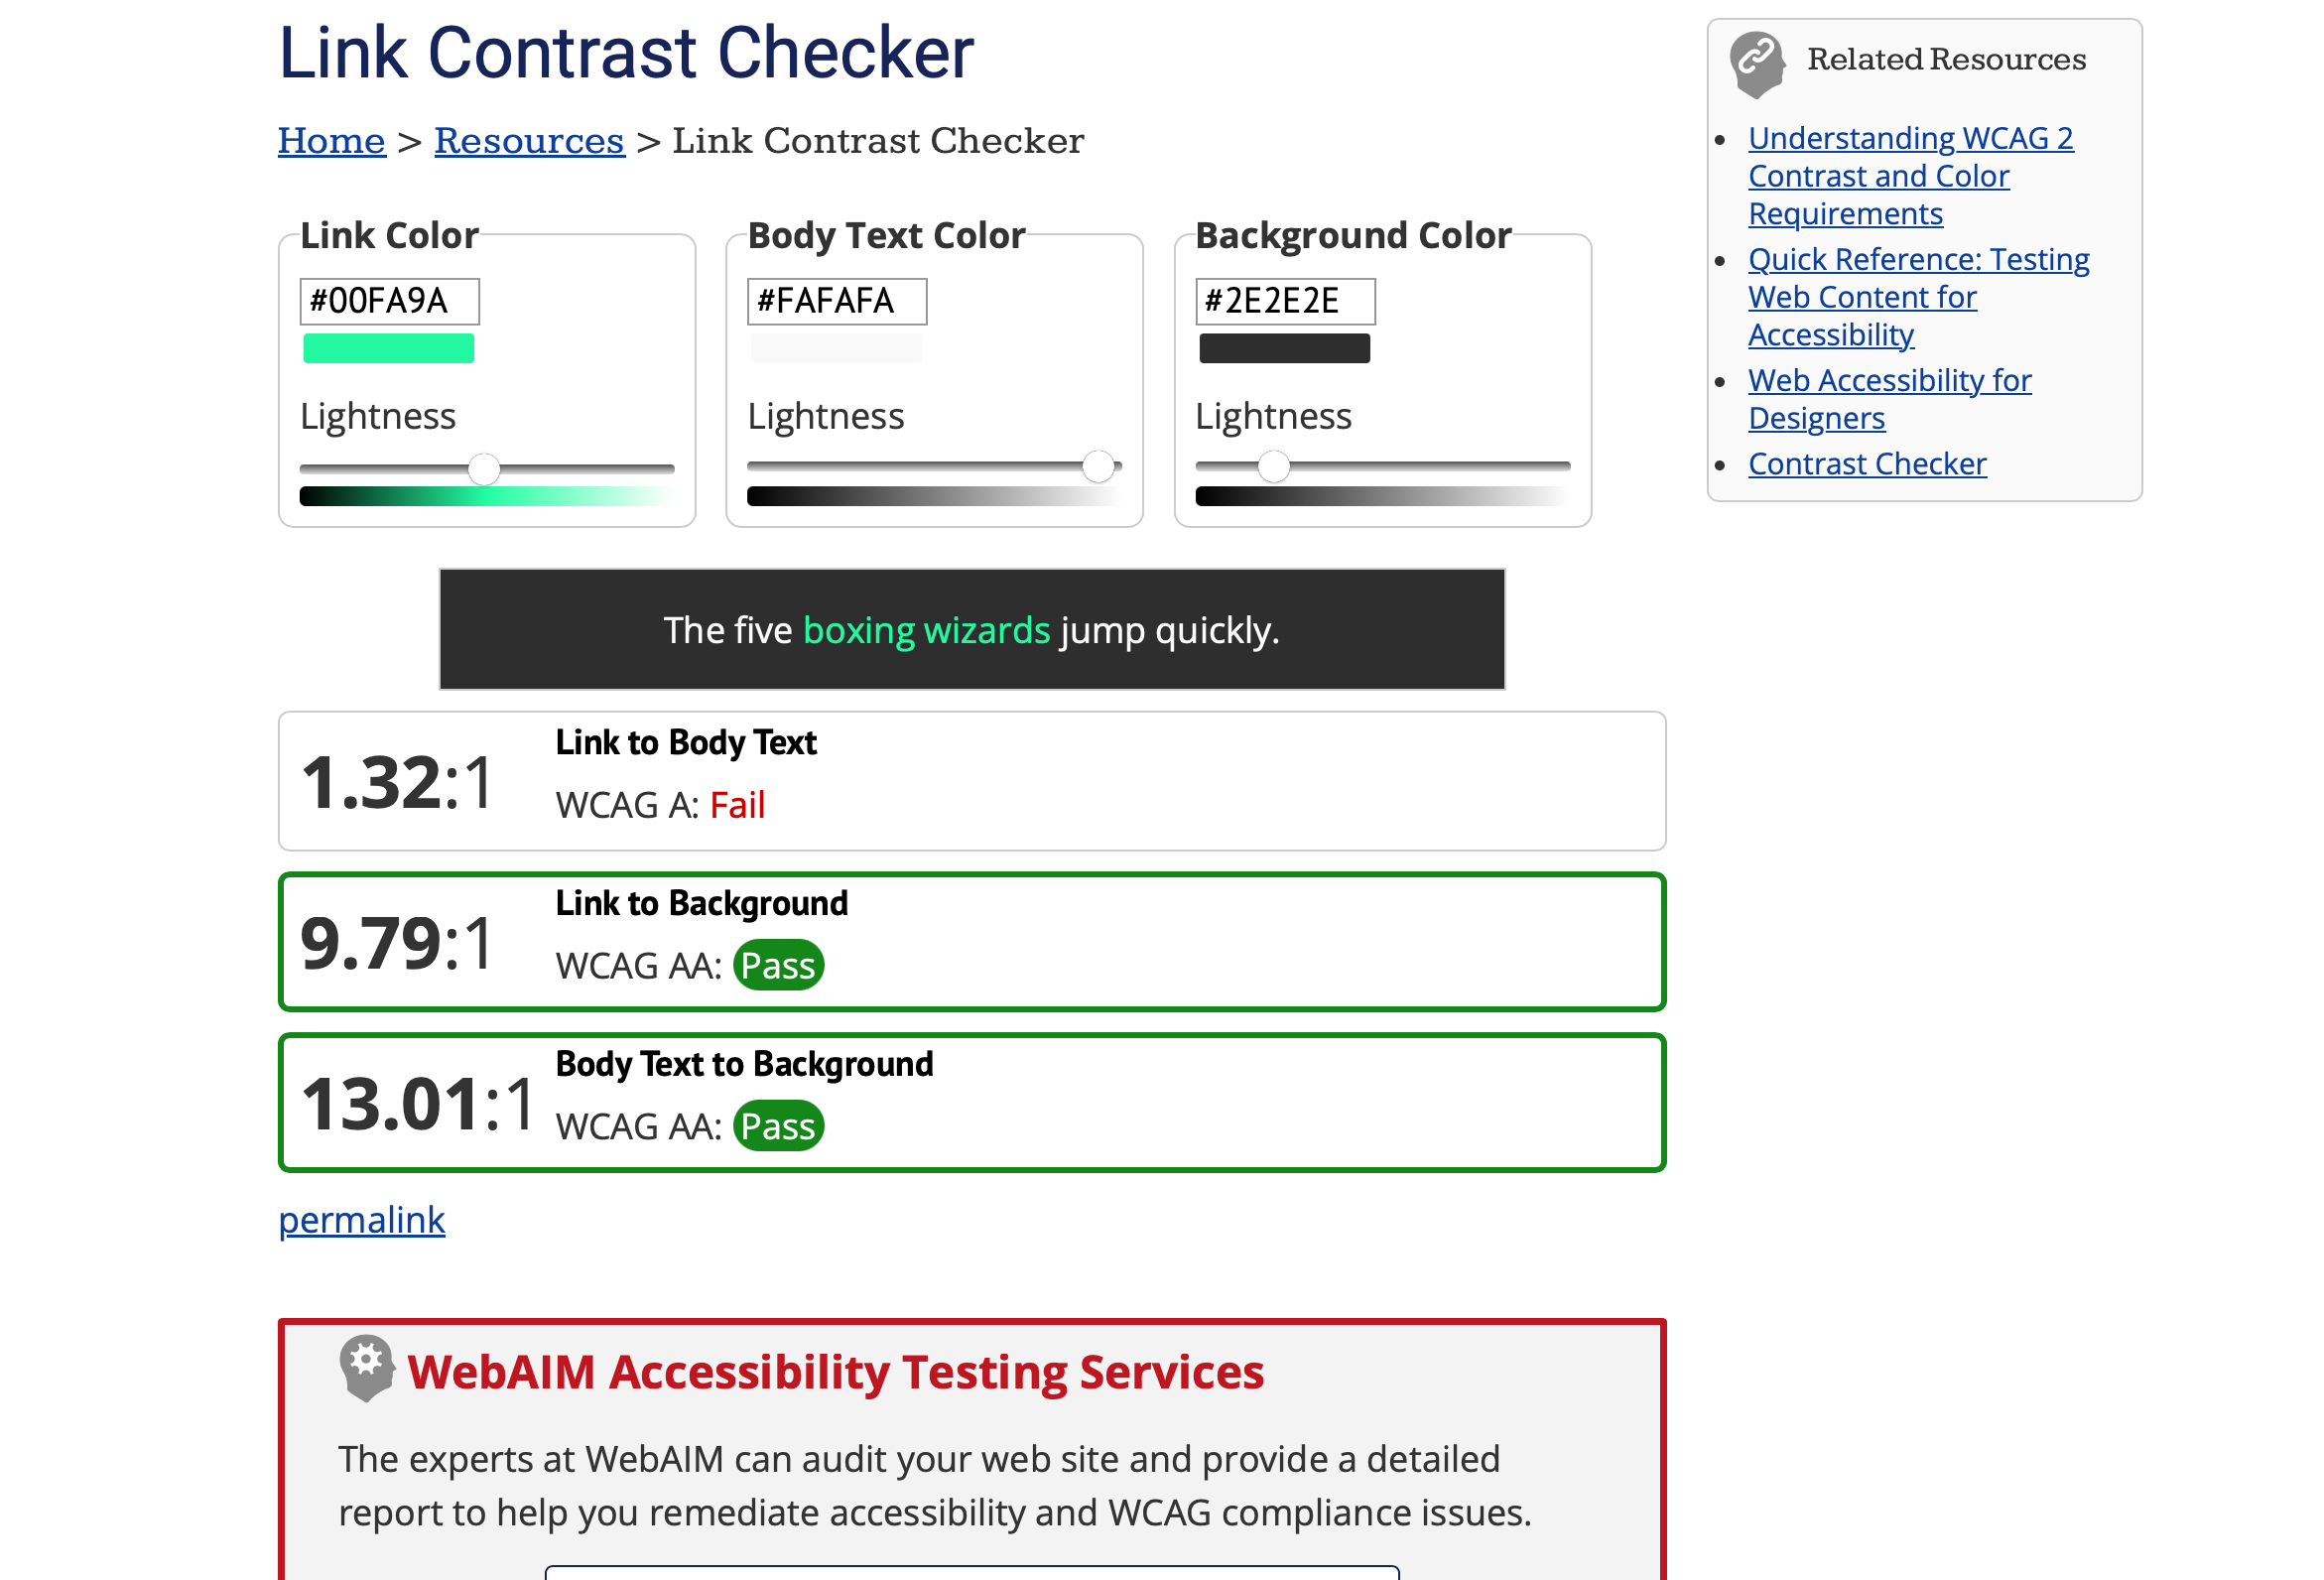 Link Contrast Checker
Home > Resources > Link Contrast Checker
Link Color
#00FA9A
Lightness
Body Text Color
#FAFAFA
Lightness
Background Color
#2E2E2E
Lightness
The five boxing wizards jump quickly.
1.32:1
Link to Body Text
WCAG A: Fail
9.79:1
Link to Background
WCAG AA: Pass
13.01:1
Body Text to Background
WCAG AA: Pass
permalink
WebAIM Accessibility Testing Services
The experts at WebAIM can audit your web site and provide a detailed
report to help you remediate accessibility and WCAG compliance issues.
Related Resources
Understanding WCAG 2
Contrast and Color
Requirements
Quick Reference: Testing
Web Content for
Accessibility
Web Accessibility for
Designers
Contrast Checker